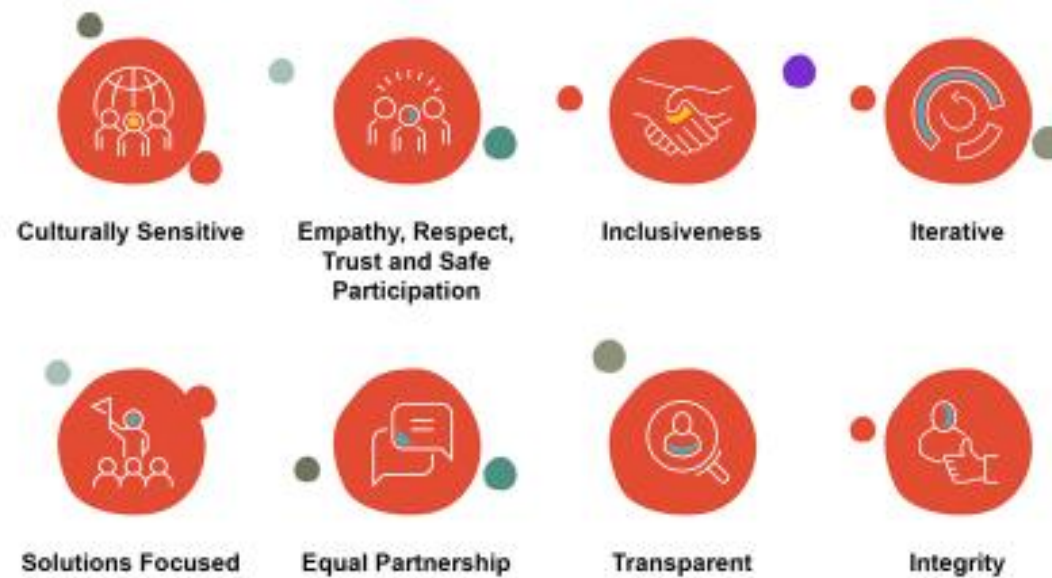 Culturally Sensitive
Empathy, Respect,
Trust and Safe
Participation
Inclusiveness
Iterative
Solutions Focused
Equal Partnership
Transparent
Integrity